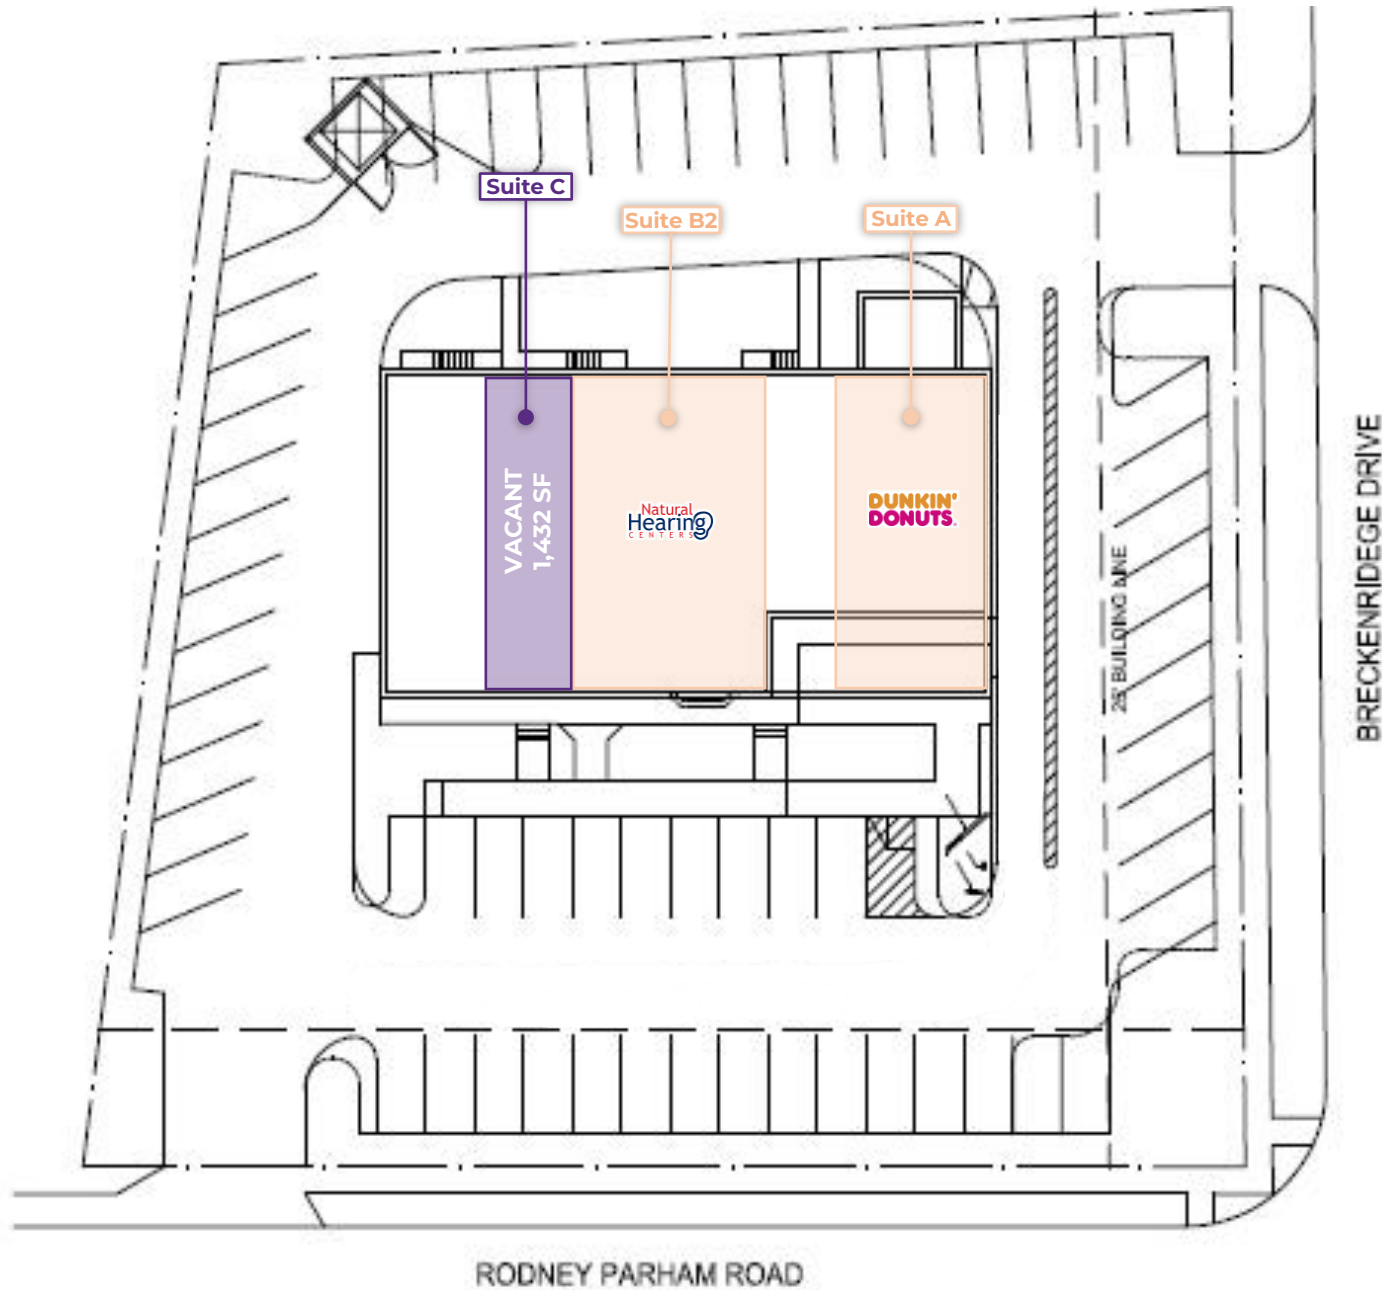 Suite C
Suite B2
Suite A
VACANT
1,432 SF
Natural
Hearing
CENTERS
DUNKIN'
DONUTS.
25' BUILDING LINE
BRECKENRIDEGE DRIVE
RODNEY PARHAM ROAD